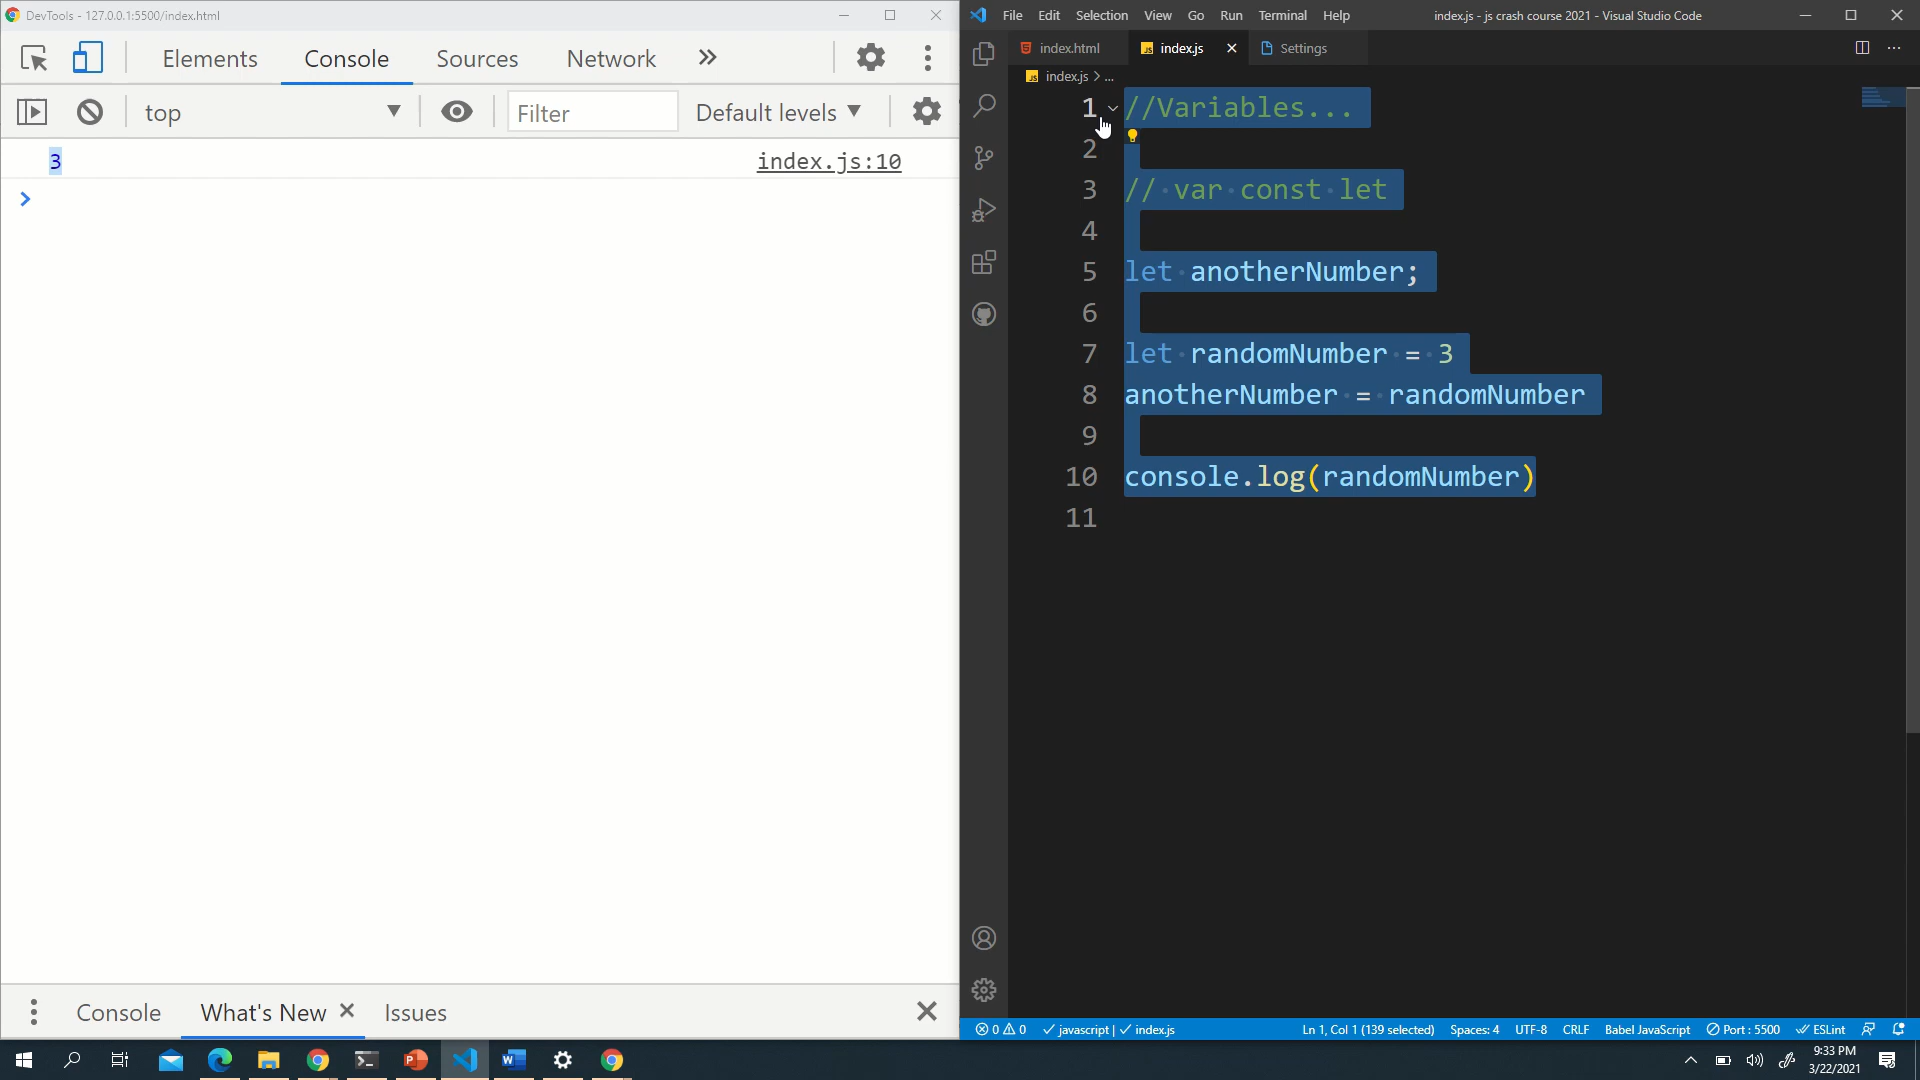 DevTools - 127.0.0.1:5500/index.html
Elements Console Sources Network
top Filter Default levels
3 index.js:10
Console What's New Issues
File Edit Selection View Go Run Terminal Help index.js - js crash course 2021 - Visual Studio Code
index.html index.js Settings
index.js > ...
1 //Variables...
2
3 // var const let
4
5 let anotherNumber;
6
7 let randomNumber = 3
8 anotherNumber = randomNumber
9
10 console.log(randomNumber)
11
0 0 javascript | index.js Ln 1, Col 1 (139 selected) Spaces: 4 UTF-8 CRLF Babel JavaScript Port : 5500 ESLint
9:33 PM
3/22/2021